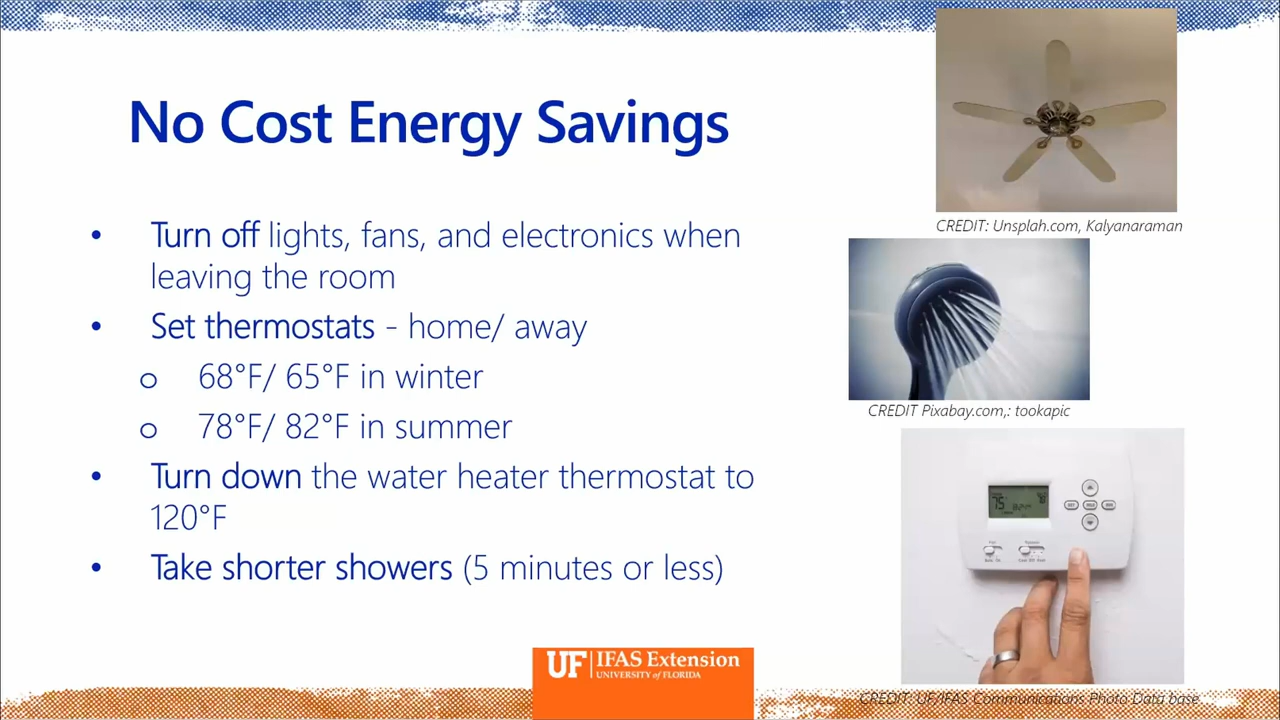 No Cost Energy Savings
• Turn off lights, fans, and electronics when
leaving the room
• Set thermostats - home/ away
o 68°F/ 65°F in winter
o 78°F/ 82°F in summer
• Turn down the water heater thermostat to
120°F
• Take shorter showers (5 minutes or less)
CREDIT: Unsplah.com, Kalyanaraman
CREDIT Pixabay.com,: tookapic
75
CREDIT: UF/IFAS Communications Photo Data base
UF IFAS Extension
UNIVERSITY of FLORIDA